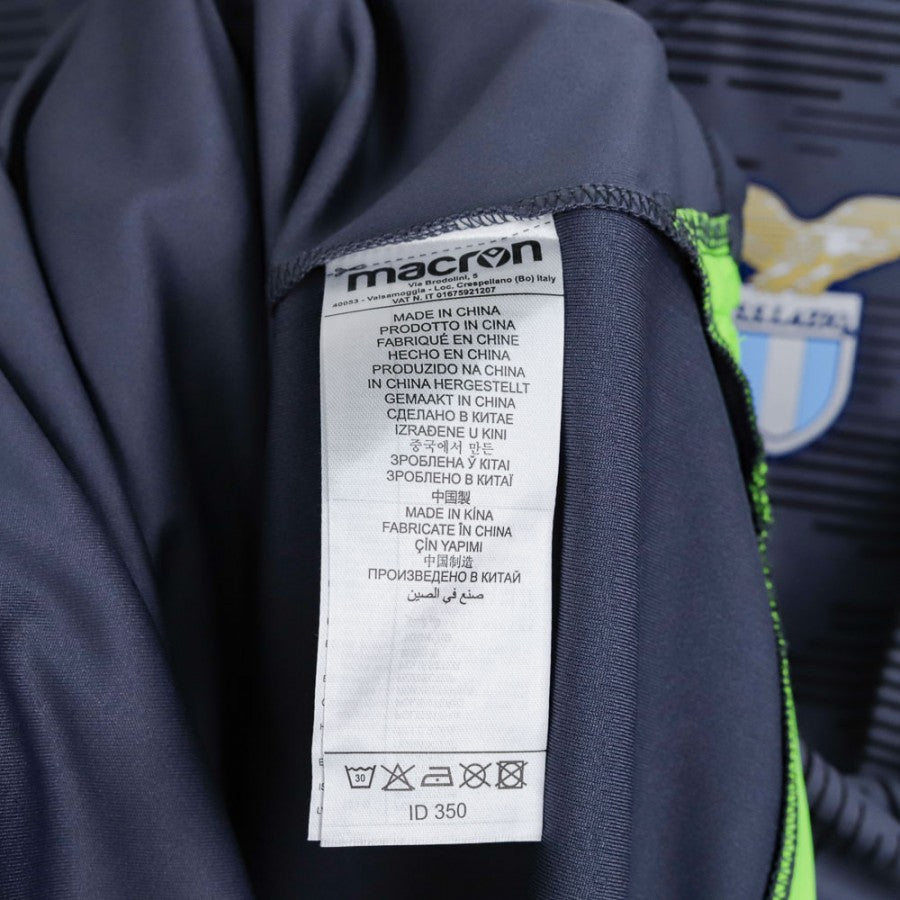 macron
Via Brodolini, 5
40053 - Valsamoggia - Loc. Crespellano (Bo) Italy
VAT N. IT 01675921207
MADE IN CHINA
PRODOTTO IN CINA
FABRIQUÉ EN CHINE
HECHO EN CHINA
PRODUZIDO NA CHINA
IN CHINA HERGESTELLT
GEMAAKT IN CHINA
СДЕЛАНО В КИТАЕ
IZRAĐENE U KINI
중국에서 만든
ЗРОБЛЕНА Ў КІТАІ
ЗРОБЛЕНО В КИТАЇ
中国製
MADE IN KÍNA
FABRICATE ÎN CHINA
ÇİN YAPIMI
中国制造
ПРОИЗВЕДЕНО В КИТАЙ
صنع في الصين
30
ID 350